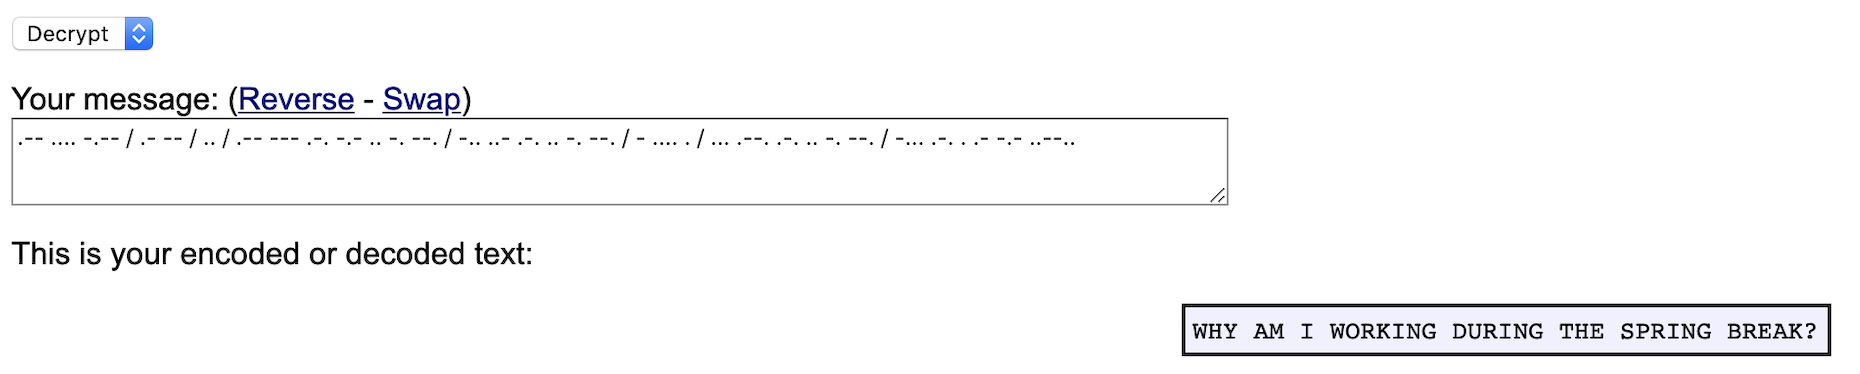 Decrypt
Your message: (Reverse - Swap)
.-- .... -.-- / .- -- / .. / .-- --- .-. -.- .. -. --. / -.. ..- .-. .. -. --. / - .... . / ... .--. .-. .. -. --. / -... .-. . .- -.- ..--..
This is your encoded or decoded text:
WHY AM I WORKING DURING THE SPRING BREAK?